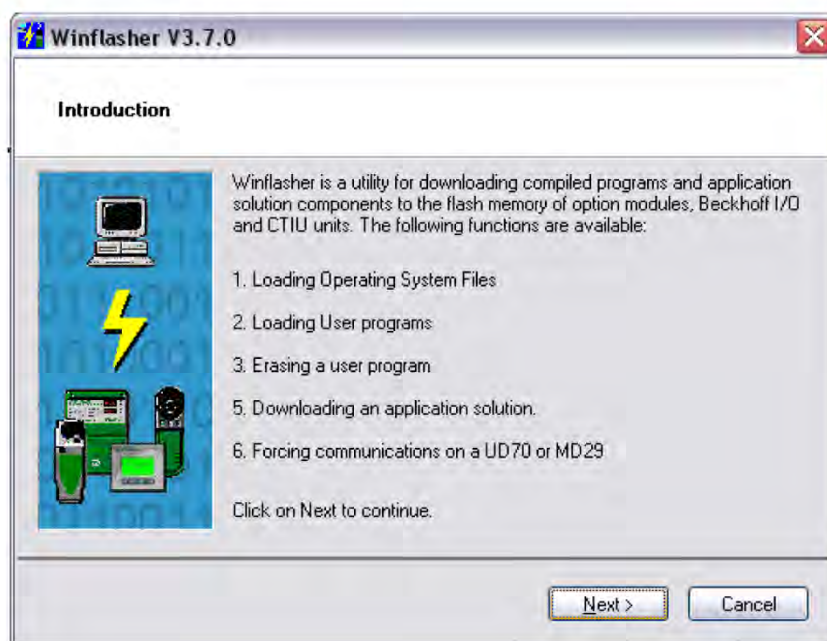 Winflasher V3.7.0
Introduction
Winflasher is a utility for downloading compiled programs and application
solution components to the flash memory of option modules, Beckhoff I/O
and CTIU units. The following functions are available:
1. Loading Operating System Files
2. Loading User programs
3. Erasing a user program
5. Downloading an application solution.
6. Forcing communications on a UD70 or MD29
Click on Next to continue.
Next >
Cancel